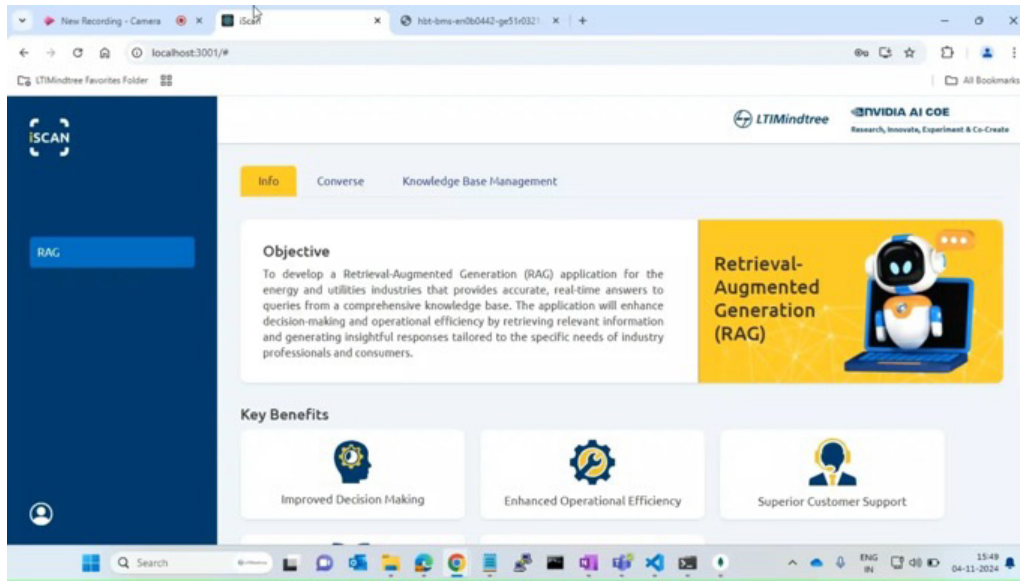 New Recording - Camera
iScan
hbt-bms-en0b0442-ge51r0321
localhost:3001/#
LTIMindtree Favorites Folder
All Bookmarks
iSCAN
LTIMindtree
NVIDIA AI COE
Research, Innovate, Experiment & Co-Create
Info
Converse
Knowledge Base Management
RAG
Objective
To develop a Retrieval-Augmented Generation (RAG) application for the
energy and utilities industries that provides accurate, real-time answers to
queries from a comprehensive knowledge base. The application will enhance
decision-making and operational efficiency by retrieving relevant information
and generating insightful responses tailored to the specific needs of industry
professionals and consumers.
Retrieval-
Augmented
Generation
(RAG)
Key Benefits
Improved Decision Making
Enhanced Operational Efficiency
Superior Customer Support
Search
ENG
IN
15:49
04-11-2024